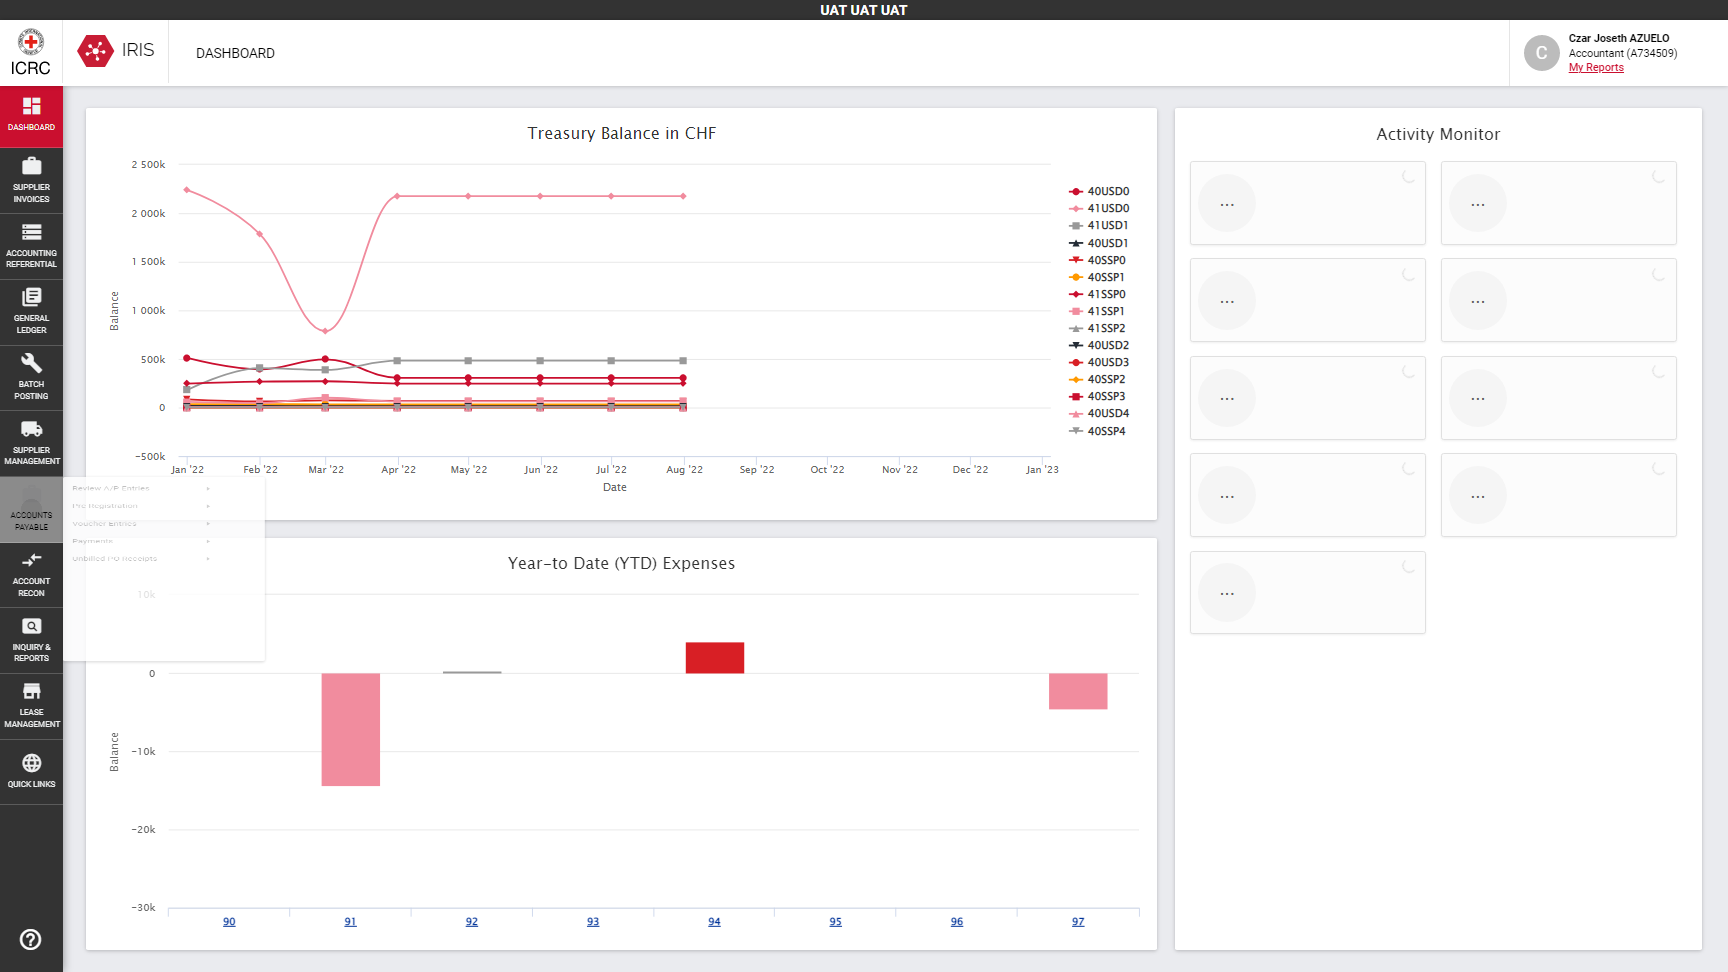 UAT UAT UAT
ICRC
IRIS
DASHBOARD
Czar Joseth AZUELO
Accountant (A734509)
My Reports
C
DASHBOARD
SUPPLIER
INVOICES
ACCOUNTING
REFERENTIAL
GENERAL
LEDGER
BATCH
POSTING
SUPPLIER
MANAGEMENT
ACCOUNTS
PAYABLE
ACCOUNT
RECON
INQUIRY &
REPORTS
LEASE
MANAGEMENT
QUICK LINKS
Review A/P Entries
Pre Registration
Voucher Entries
Payments
Unbilled PO Receipts
Treasury Balance in CHF
2 500k
2 000k
1 500k
1 000k
500k
0
-500k
Balance
Jan '22
Feb '22
Mar '22
Apr '22
May '22
Jun '22
Jul '22
Aug '22
Sep '22
Oct '22
Nov '22
Dec '22
Jan '23
Date
40USD0
41USD0
41USD1
40USD1
40SSP0
40SSP1
41SSP0
41SSP1
41SSP2
40USD2
40USD3
40SSP2
40SSP3
40USD4
40SSP4
Year-to Date (YTD) Expenses
10k
0
-10k
-20k
-30k
Balance
90
91
92
93
94
95
96
97
Activity Monitor
...
...
...
...
...
...
...
...
...